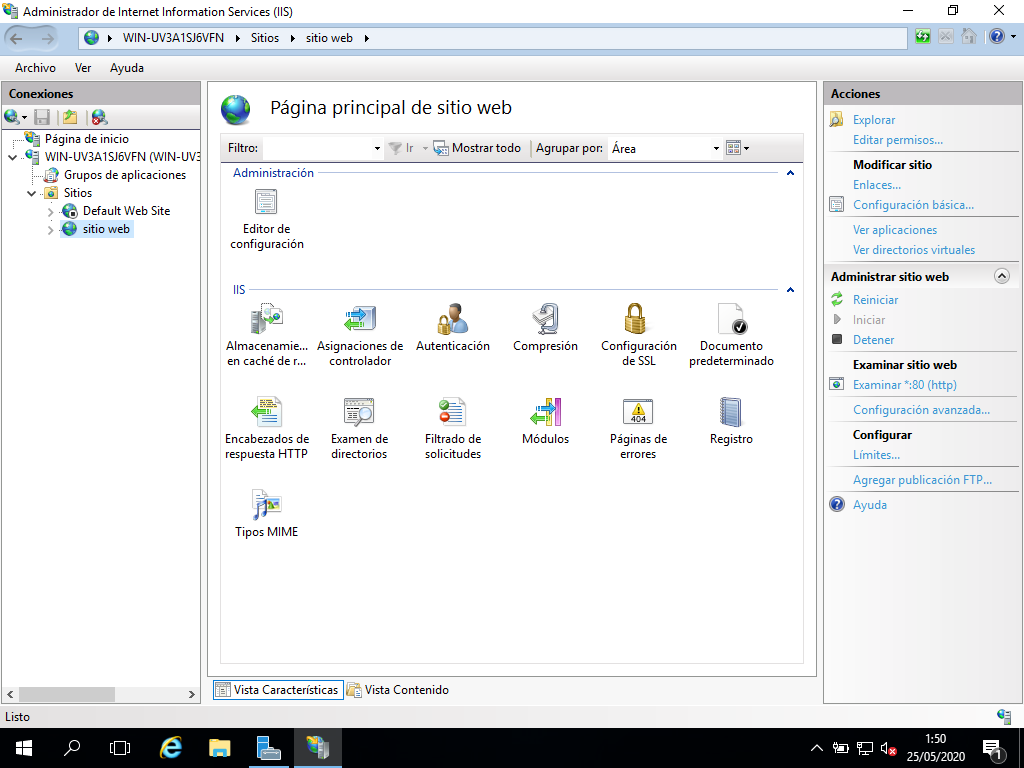 Administrador de Internet Information Services (IIS)
WIN-UV3A1SJ6VFN
Sitios
sitio web
Archivo
Ver
Ayuda
Conexiones
Página de inicio
WIN-UV3A1SJ6VFN (WIN-UV3
Grupos de aplicaciones
Sitios
Default Web Site
sitio web
Página principal de sitio web
Filtro:
Ir
Mostrar todo
Agrupar por:
Área
Administración
Editor de
configuración
IIS
Almacenamie...
en caché de r...
Asignaciones de
controlador
Autenticación
Compresión
Configuración
de SSL
Documento
predeterminado
Encabezados de
respuesta HTTP
Examen de
directorios
Filtrado de
solicitudes
Módulos
404
Páginas de
errores
Registro
Tipos MIME
Vista Características
Vista Contenido
Acciones
Explorar
Editar permisos...
Modificar sitio
Enlaces...
Configuración básica...
Ver aplicaciones
Ver directorios virtuales
Administrar sitio web
Reiniciar
Iniciar
Detener
Examinar sitio web
Examinar *:80 (http)
Configuración avanzada...
Configurar
Límites...
Agregar publicación FTP...
Ayuda
Listo
1:50
25/05/2020
1